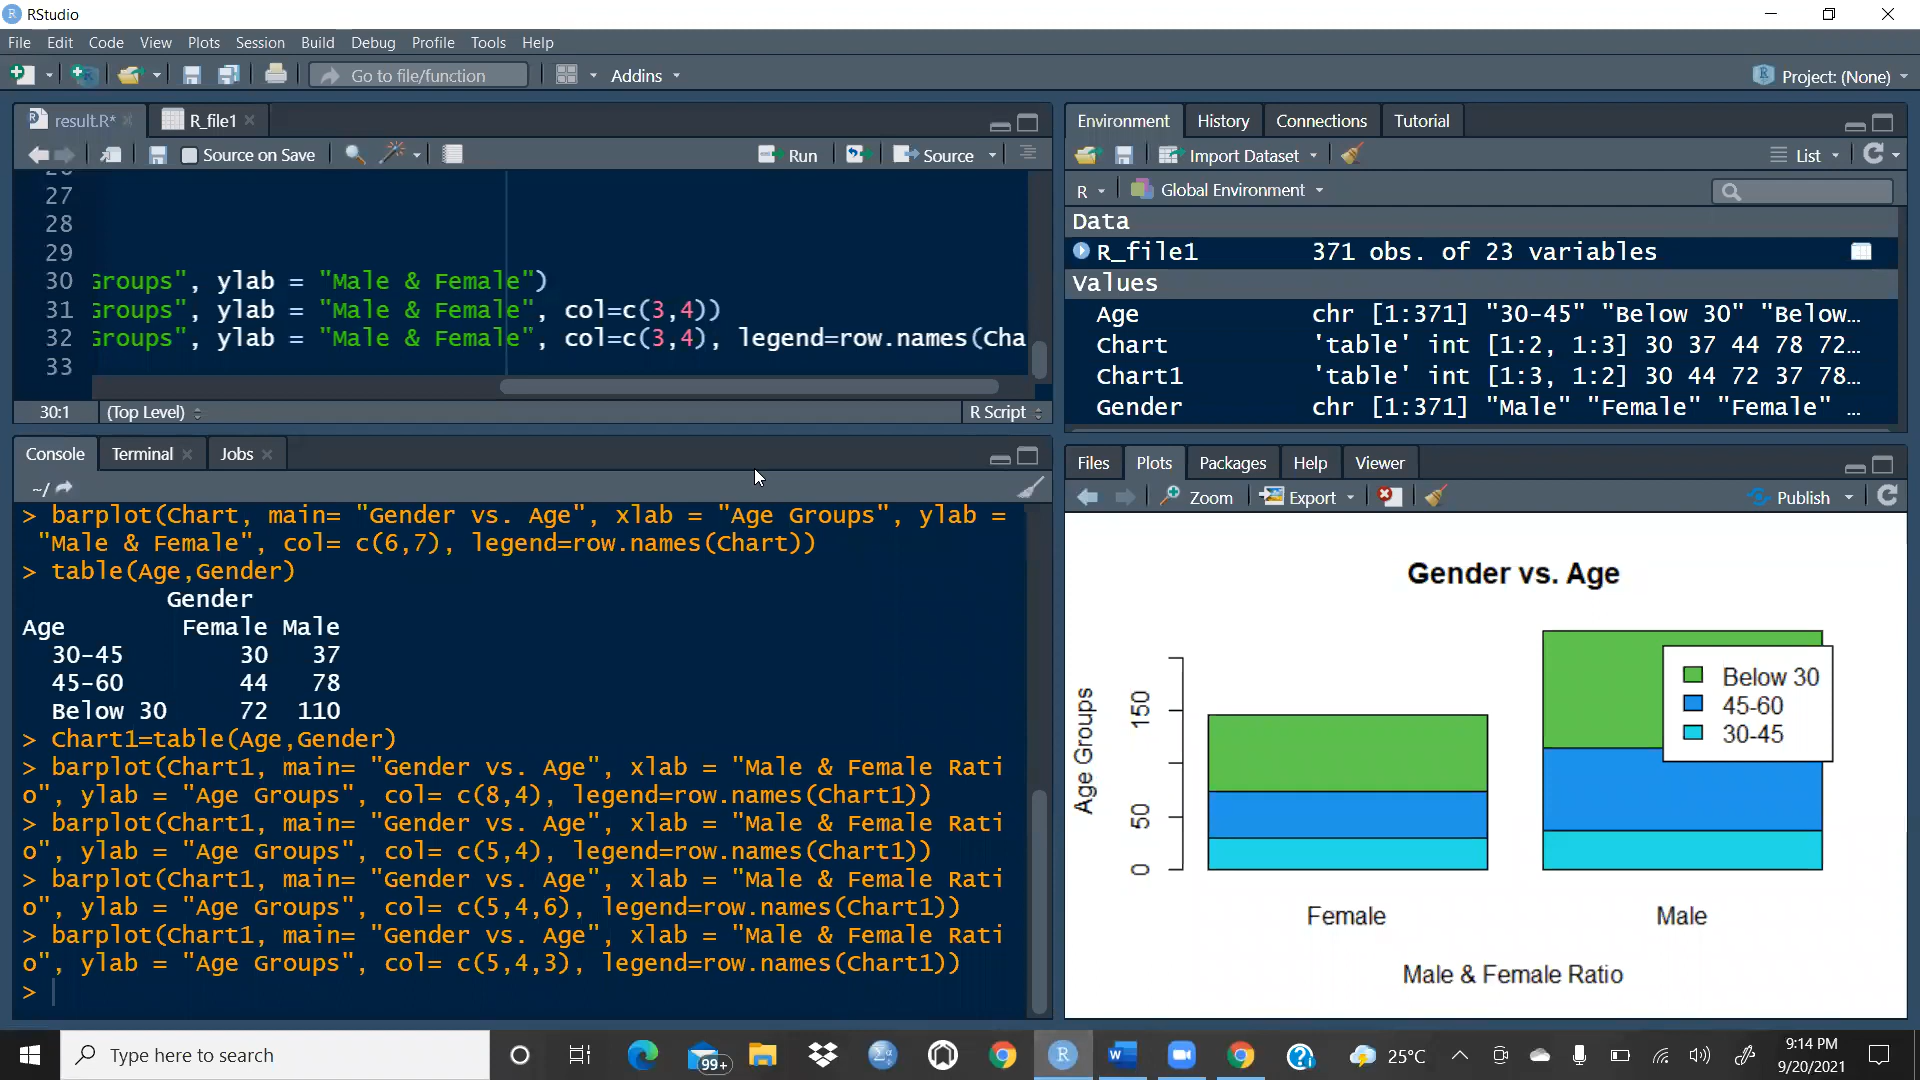 RStudio
File Edit Code View Plots Session Build Debug Profile Tools Help
Go to file/function Addins Project: (None)
result.R* R_file1
Source on Save Run Source
27
28
29
30 Groups", ylab = "Male & Female")
31 Groups", ylab = "Male & Female", col=c(3,4))
32 Groups", ylab = "Male & Female", col=c(3,4), legend=row.names(Cha
33
30:1 (Top Level) R Script
Console Terminal Jobs
~/
> barplot(Chart, main= "Gender vs. Age", xlab = "Age Groups", ylab =
"Male & Female", col= c(6,7), legend=row.names(Chart))
> table(Age,Gender)
Gender
Age Female Male
30-45 30 37
45-60 44 78
Below 30 72 110
> Chart1=table(Age,Gender)
> barplot(Chart1, main= "Gender vs. Age", xlab = "Male & Female Rati
o", ylab = "Age Groups", col= c(8,4), legend=row.names(Chart1))
> barplot(Chart1, main= "Gender vs. Age", xlab = "Male & Female Rati
o", ylab = "Age Groups", col= c(5,4), legend=row.names(Chart1))
> barplot(Chart1, main= "Gender vs. Age", xlab = "Male & Female Rati
o", ylab = "Age Groups", col= c(5,4,6), legend=row.names(Chart1))
> barplot(Chart1, main= "Gender vs. Age", xlab = "Male & Female Rati
o", ylab = "Age Groups", col= c(5,4,3), legend=row.names(Chart1))
>
Environment History Connections Tutorial
Import Dataset List
R Global Environment
Data
R_file1 371 obs. of 23 variables
Values
Age chr [1:371] "30-45" "Below 30" "Below…
Chart 'table' int [1:2, 1:3] 30 37 44 78 72…
Chart1 'table' int [1:3, 1:2] 30 44 72 37 78…
Gender chr [1:371] "Male" "Female" "Female" …
Files Plots Packages Help Viewer
Zoom Export Publish
Gender vs. Age
Age Groups
150
50
0
Below 30
45-60
30-45
Female Male
Male & Female Ratio
Type here to search
99+
25°C
9:14 PM
9/20/2021